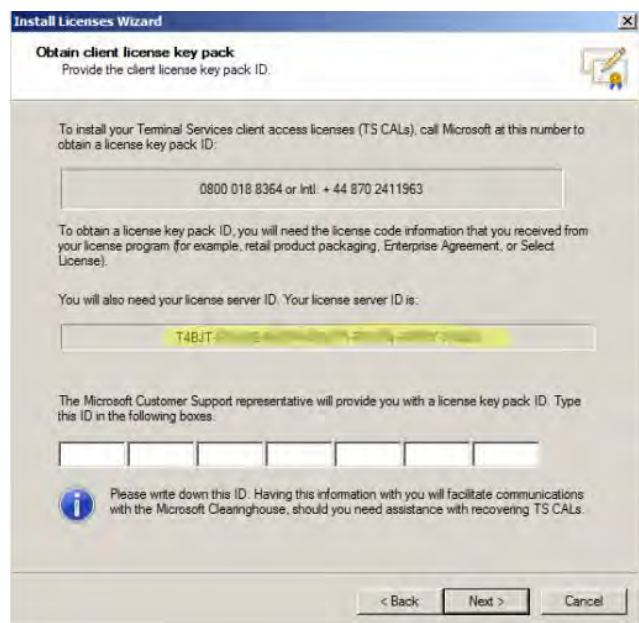 Install Licenses Wizard
Obtain client license key pack
Provide the client license key pack ID.
To install your Terminal Services client access licenses (TS CALs), call Microsoft at this number to
obtain a license key pack ID:
0800 018 8364 or Intl: + 44 870 2411963
To obtain a license key pack ID, you will need the license code information that you received from
your license program (for example, retail product packaging, Enterprise Agreement, or Select
License).
You will also need your license server ID. Your license server ID is:
T4BJT-
The Microsoft Customer Support representative will provide you with a license key pack ID. Type
this ID in the following boxes.
Please write down this ID. Having this information with you will facilitate communications
with the Microsoft Clearinghouse, should you need assistance with recovering TS CALs.
< Back
Next >
Cancel